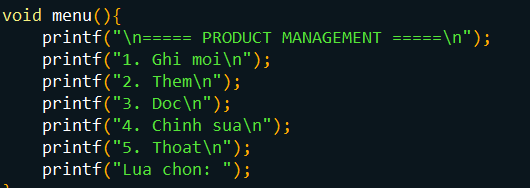 void menu(){
    printf("\n===== PRODUCT MANAGEMENT =====\n");
    printf("1. Ghi moi\n");
    printf("2. Them\n");
    printf("3. Doc\n");
    printf("4. Chinh sua\n");
    printf("5. Thoat\n");
    printf("Lua chon: ");